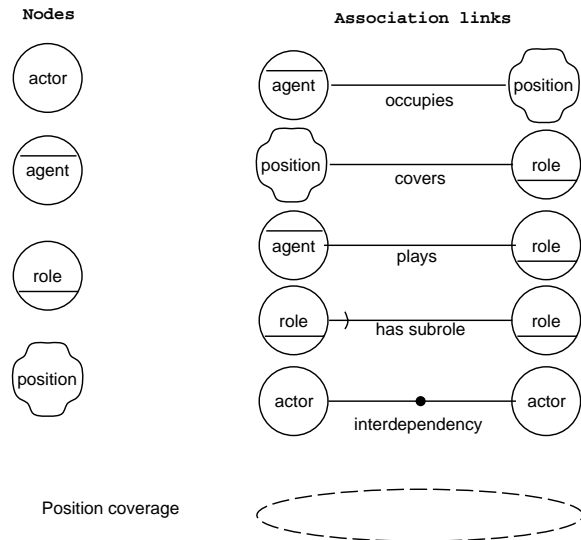 Nodes
Association links
actor
agent
role
position
agent
occupies
position
position
covers
role
agent
plays
role
role
has subrole
role
actor
interdependency
actor
Position coverage